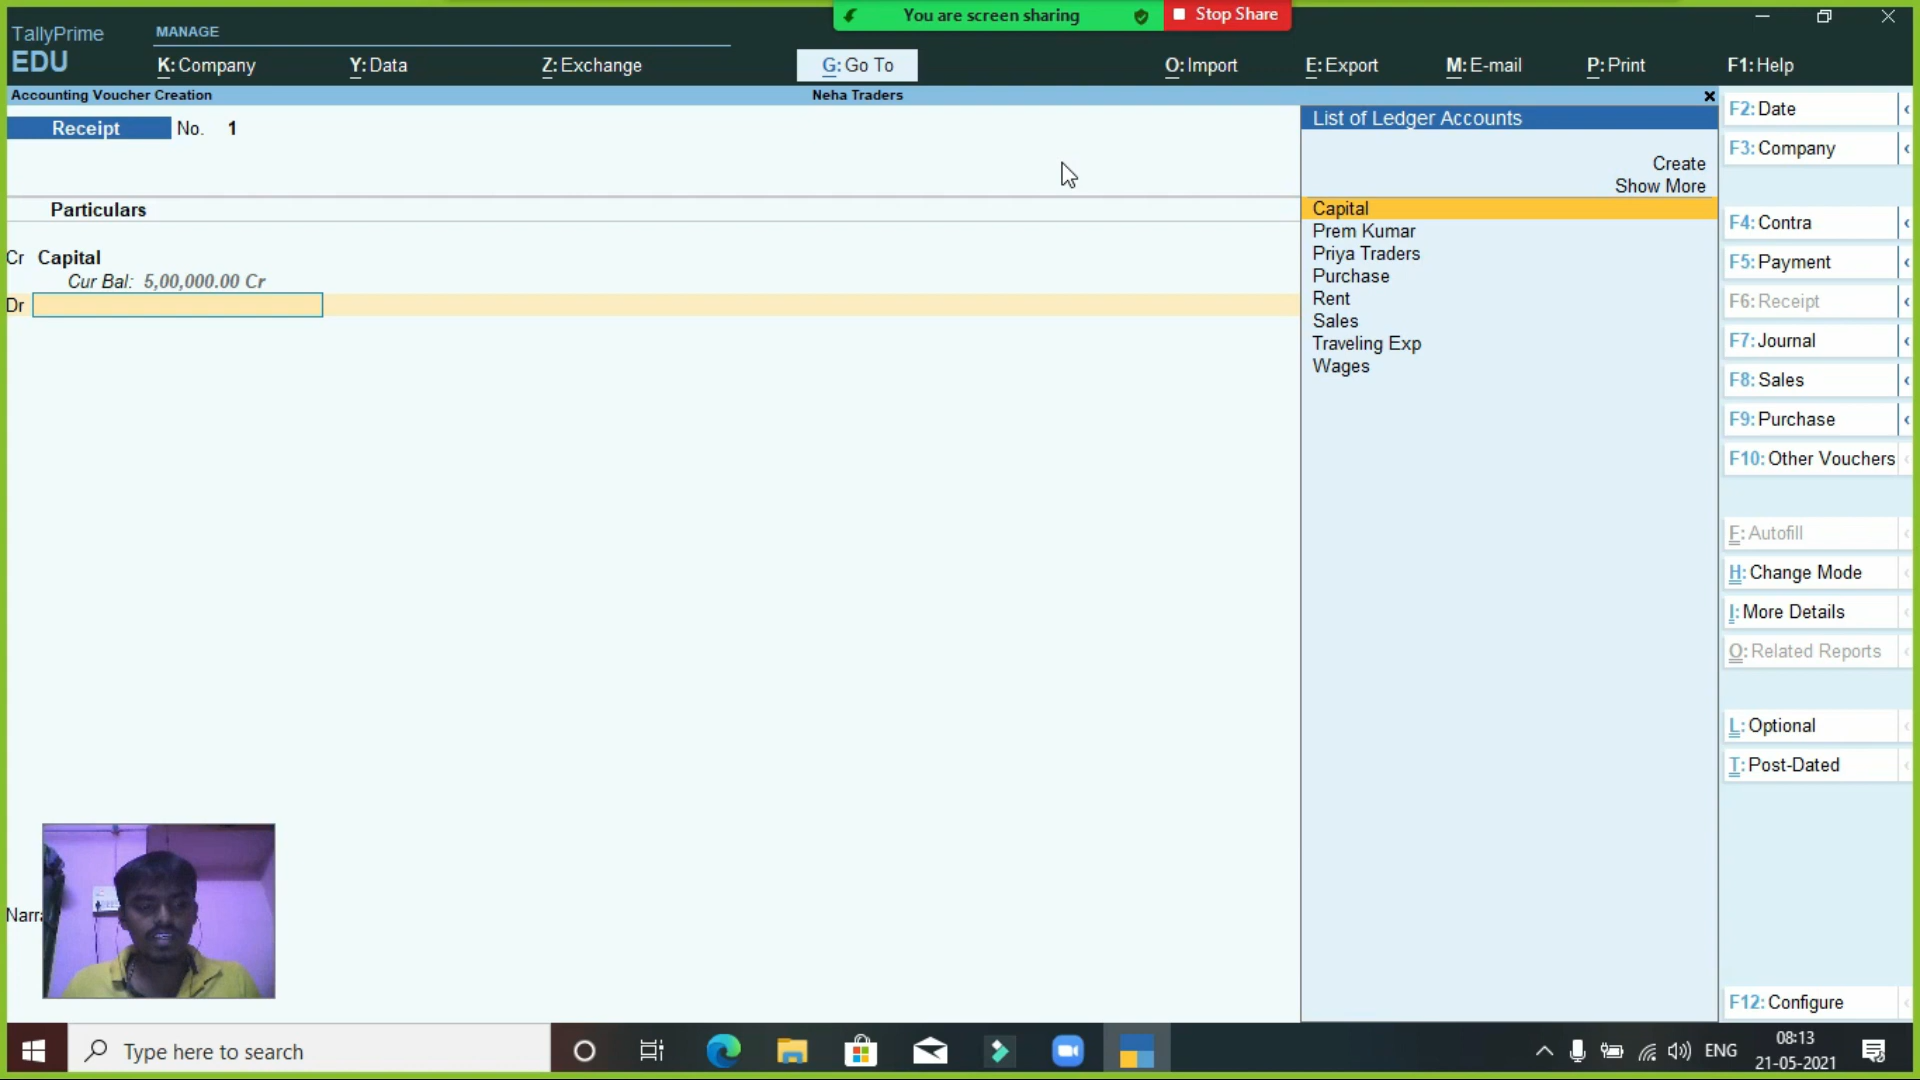 You are screen sharing
Stop Share
TallyPrime
EDU
MANAGE
K: Company
Y: Data
Z: Exchange
G: Go To
O: Import
E: Export
M: E-mail
P: Print
F1: Help
Accounting Voucher Creation
Neha Traders
Receipt No. 1
Particulars
Cr Capital
Cur Bal: 5,00,000.00 Cr
Dr
Narra
List of Ledger Accounts
Create
Show More
Capital
Prem Kumar
Priya Traders
Purchase
Rent
Sales
Traveling Exp
Wages
F2: Date
F3: Company
F4: Contra
F5: Payment
F6: Receipt
F7: Journal
F8: Sales
F9: Purchase
F10: Other Vouchers
F: Autofill
H: Change Mode
I: More Details
O: Related Reports
L: Optional
T: Post-Dated
F12: Configure
Type here to search
ENG
08:13
21-05-2021